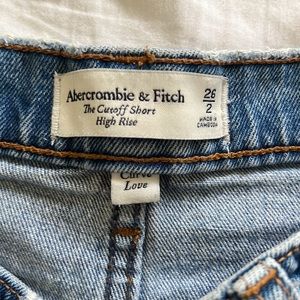 Abercrombie & Fitch
The Cutoff Short
High Rise
26
2
MADE IN
CAMBODIA
Curve
Love